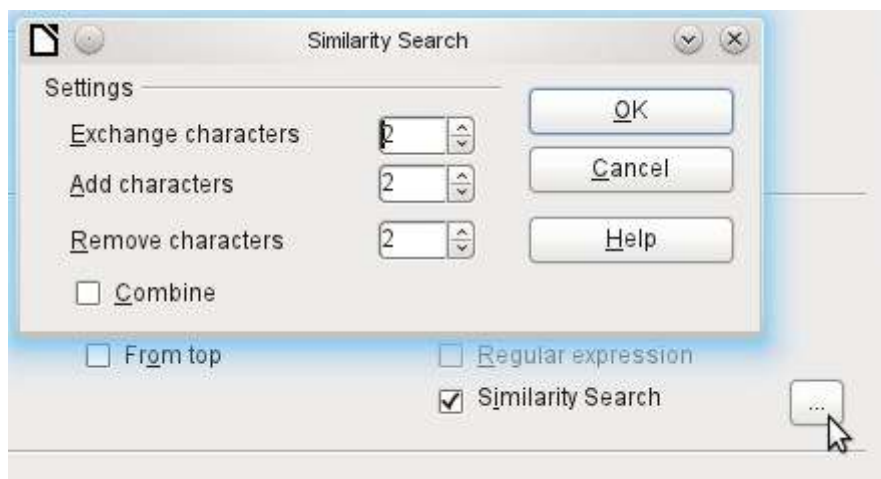 Similarity Search
Settings
Exchange characters 2
OK
Add characters 2
Cancel
Remove characters 2
Help
Combine
From top
Regular expression
Similarity Search
...